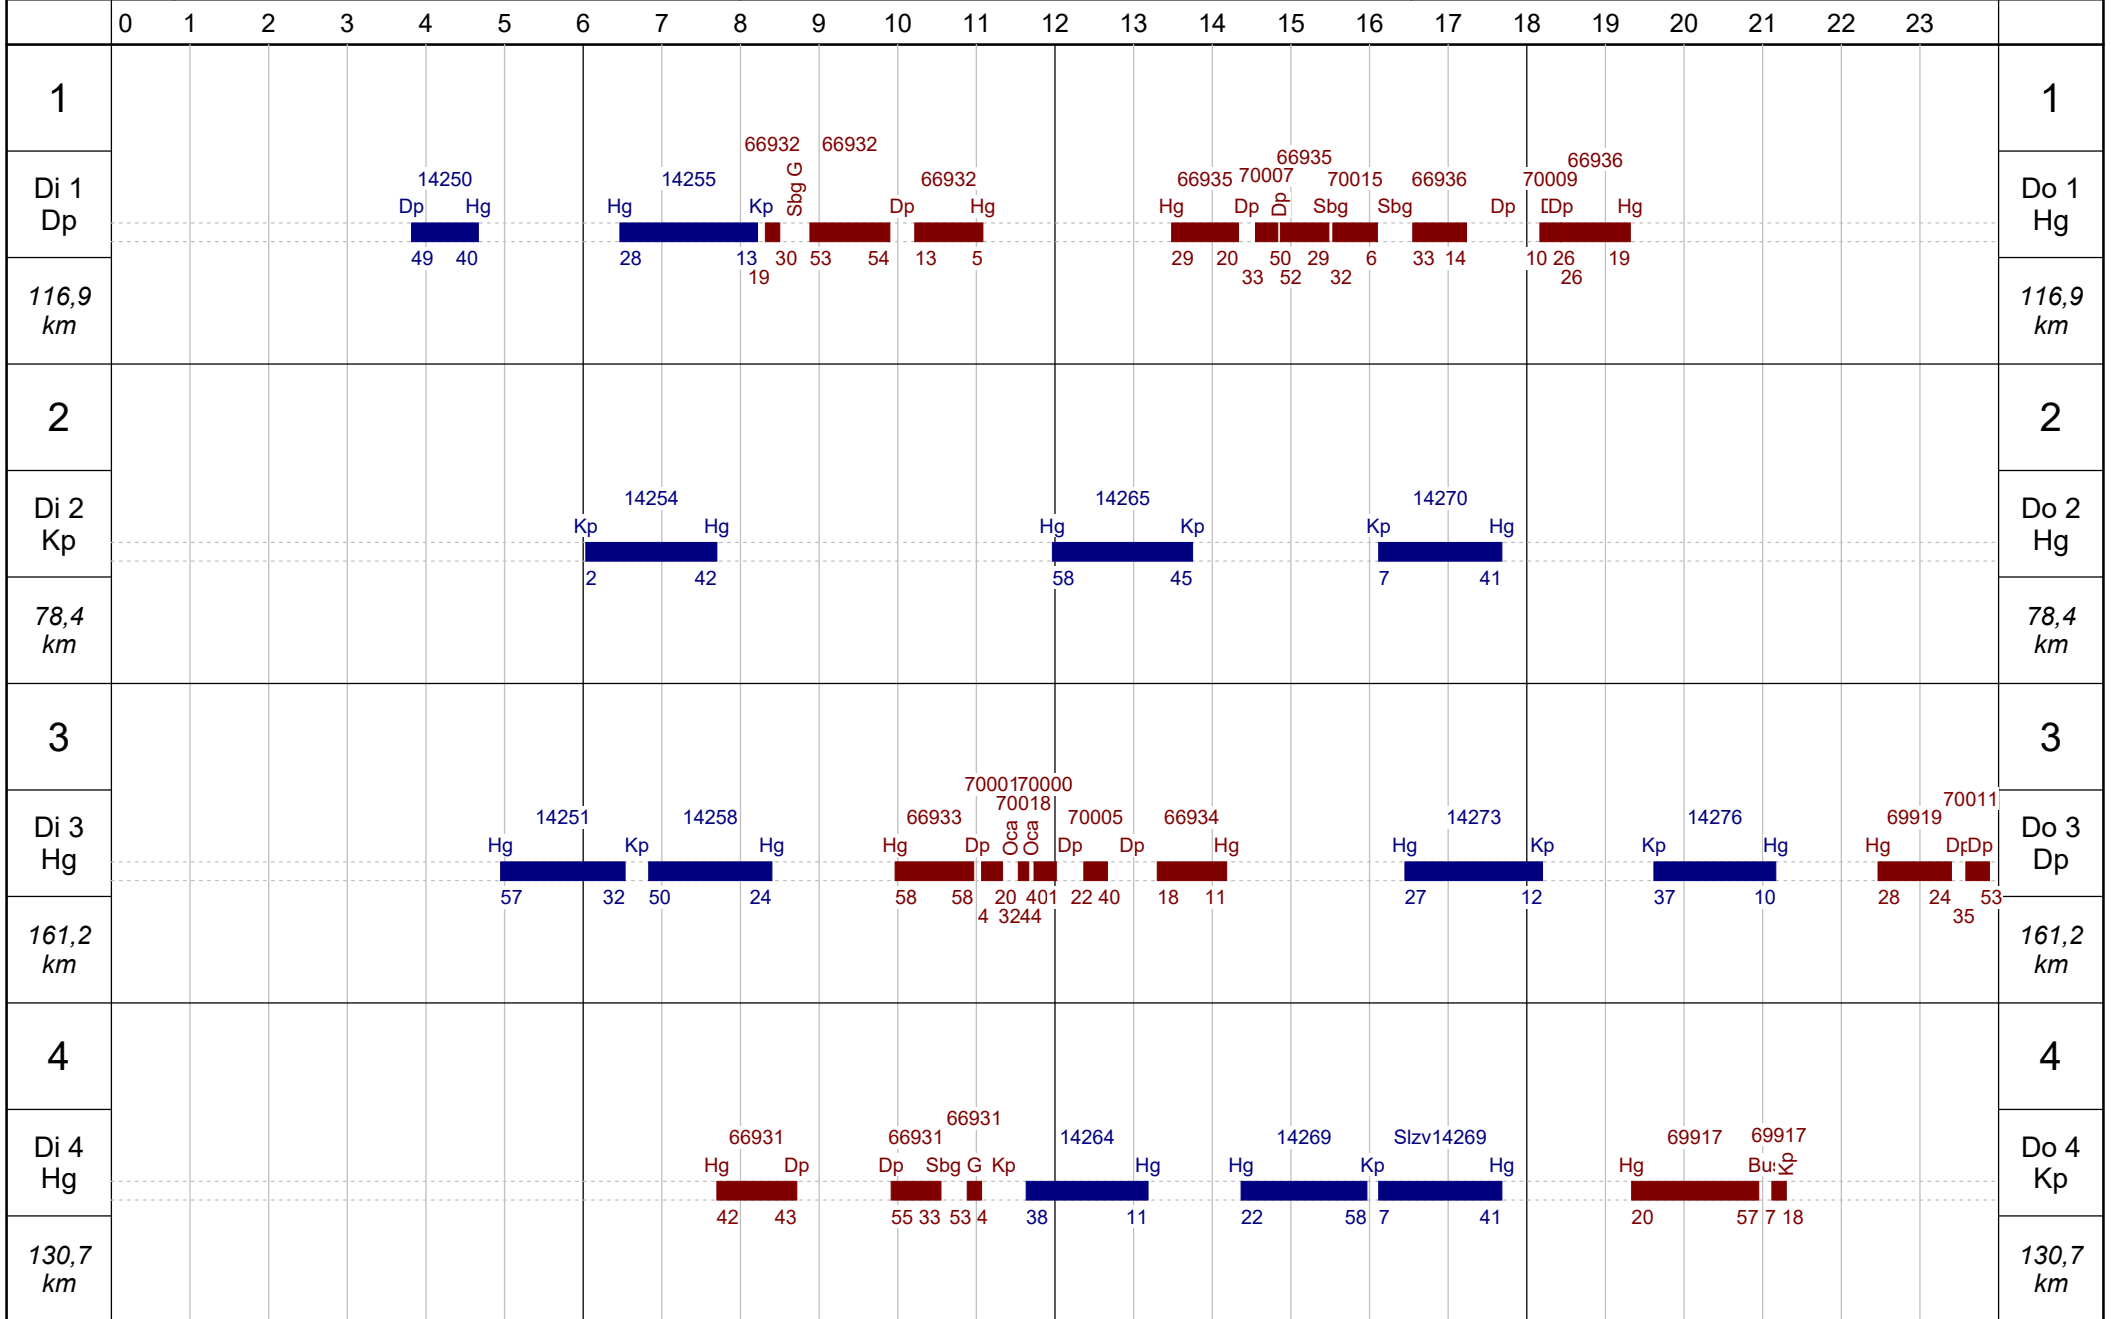 0 1 2 3 4 5 6 7 8 9 10 11 12 13 14 15 16 17 18 19 20 21 22 23
1 1
66932 66932 66935 66936
Di 1 14250 14255 66932 66935 70007 70015 66936 70009 Do 1
Dp Dp Hg Hg Kp Sbg G Dp Hg Hg Dp Dp Sbg Sbg Dp Dp Hg Hg
49 40 28 13 30 53 54 13 5 29 20 50 29 6 33 14 10 26 19
19 33 52 32 26
116,9 116,9
km km
2 2
Di 2 14254 14265 14270 Do 2
Kp Kp Hg Hg Kp Kp Hg Hg
2 42 58 45 7 41
78,4 78,4
km km
3 3
70001 70000 70011
70018
Di 3 14251 14258 66933 70005 66934 14273 14276 69919 Do 3
Hg Hg Kp Hg Hg Dp Oca Oca Dp Dp Hg Hg Kp Kp Hg Hg Dp Dp Dp
57 32 50 24 58 58 20 40 1 22 40 18 11 27 12 37 10 28 24 53
4 32 44 35
161,2 161,2
km km
4 4
66931
Di 4 66931 66931 14264 14269 Slzv14269 69917 69917 Do 4
Hg Hg Dp Dp Sbg G Kp Hg Hg Kp Hg Hg Kp Kp
42 43 55 33 53 4 38 11 22 58 7 41 20 57 7 18
130,7 130,7
km km